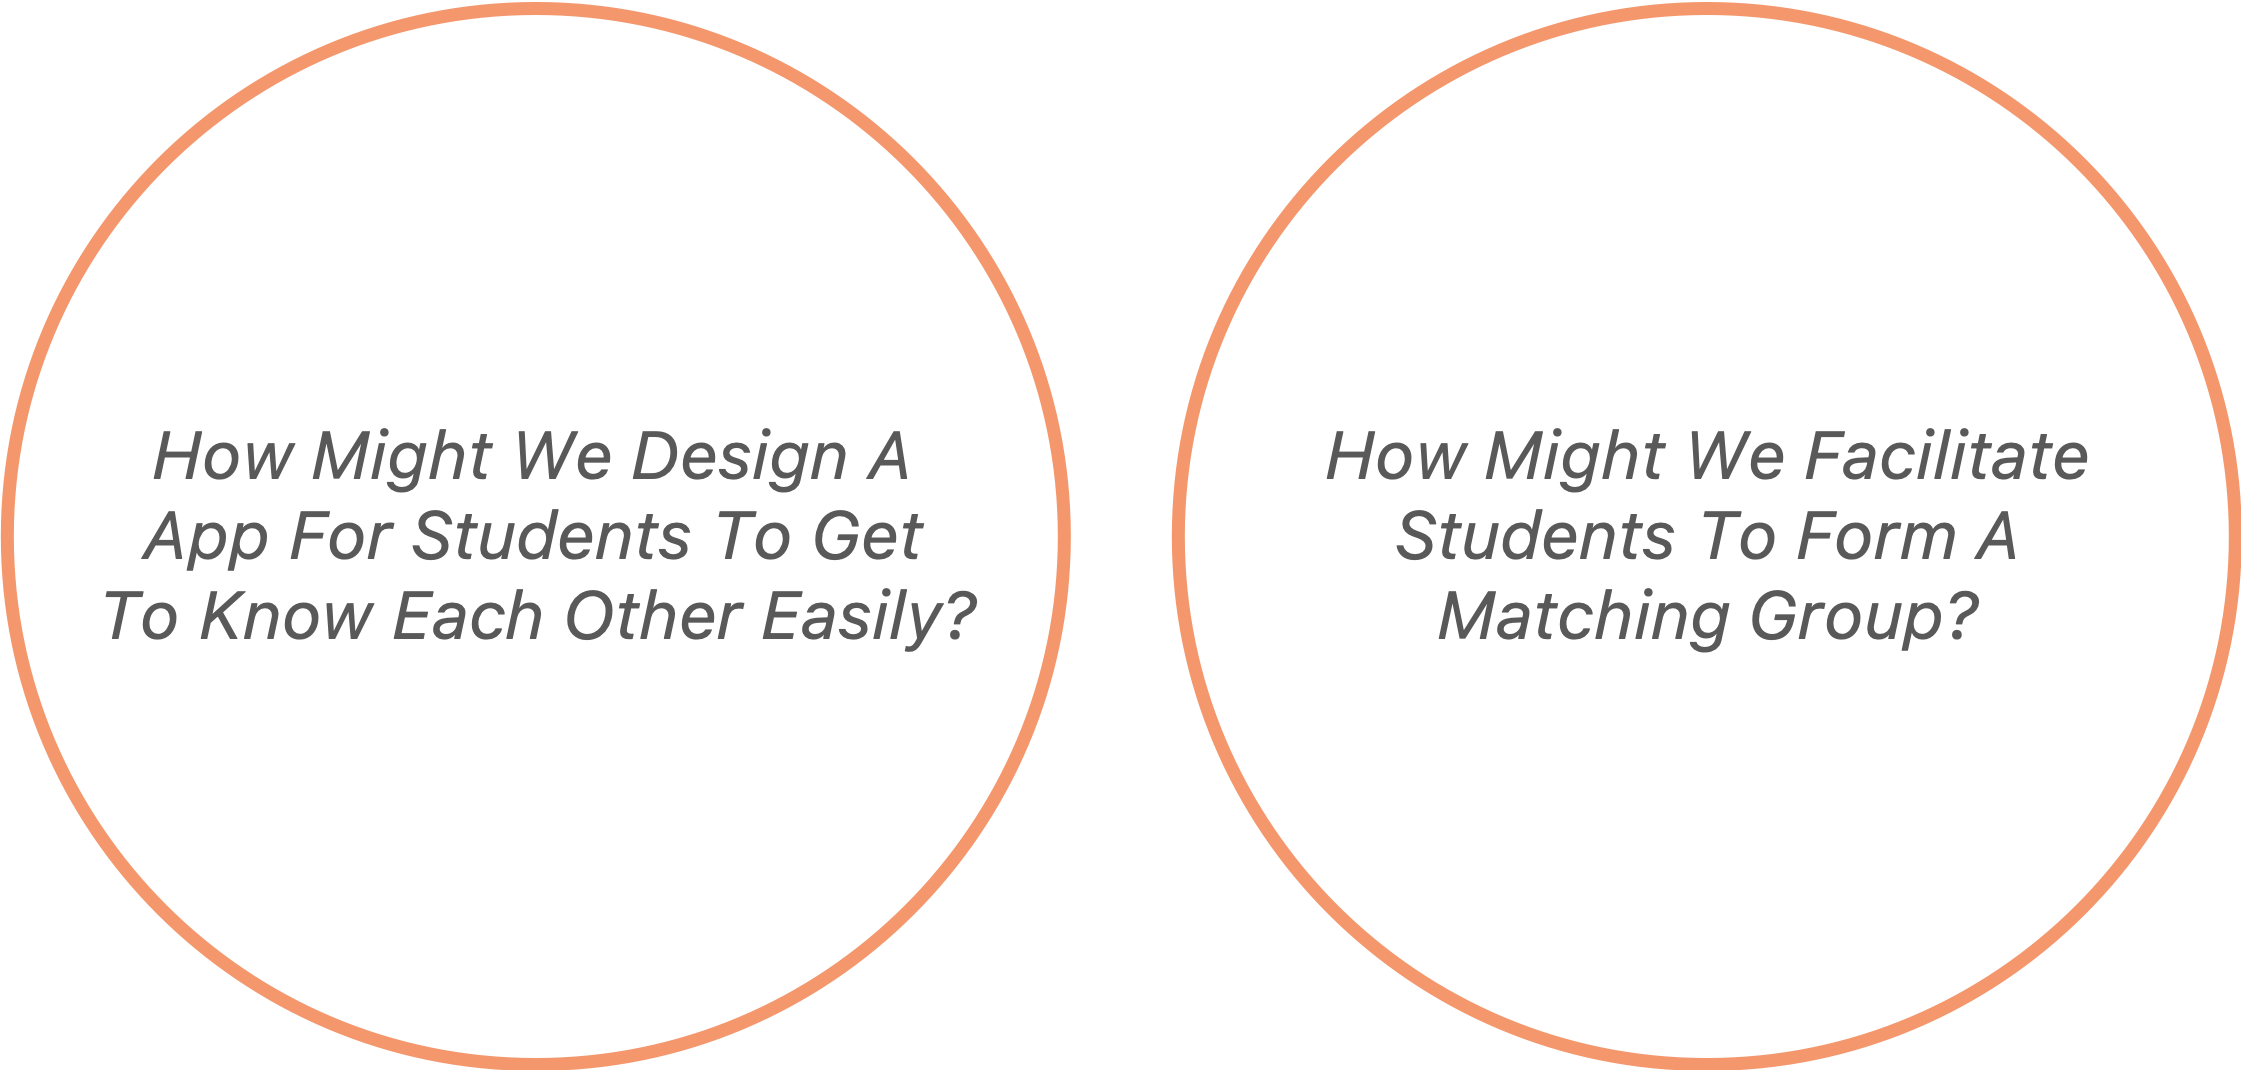 How Might We Design A
App For Students To Get
To Know Each Other Easily?
How Might We Facilitate
Students To Form A
Matching Group?